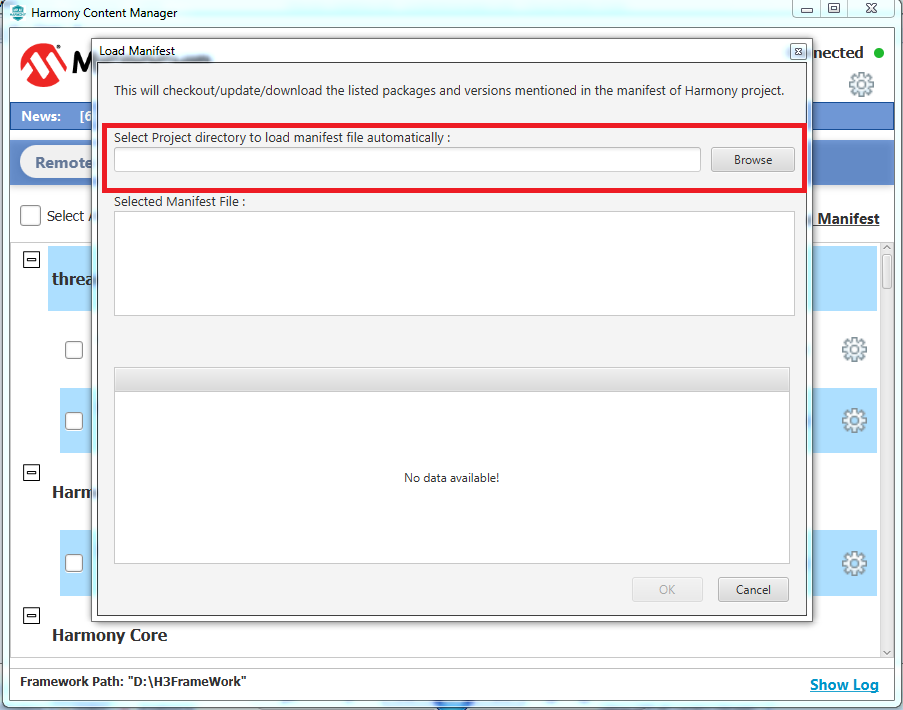 Harmony Content Manager
Load Manifest
nnected
This will checkout/update/download the listed packages and versions mentioned in the manifest of Harmony project.
News: [6
Select Project directory to load manifest file automatically :
Browse
Remote
Selected Manifest File :
Select
Manifest
threa
No data available!
Harm
OK
Cancel
Harmony Core
Framework Path: "D:\H3FrameWork"
Show Log